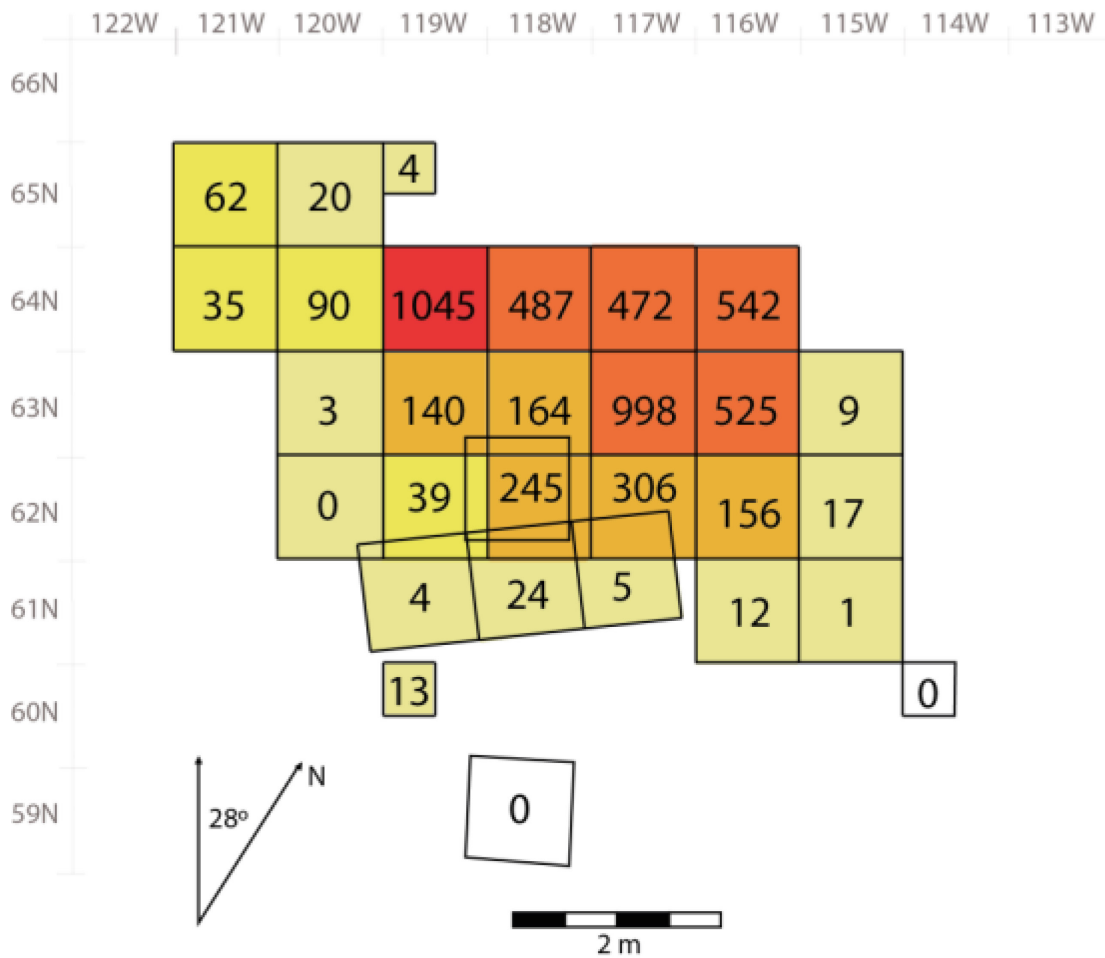 122W 121W 120W 119W 118W 117W 116W 115W 114W 113W
66N
65N 62 20 4
64N 35 90 1045 487 472 542
63N 3 140 164 998 525 9
62N 0 39 245 306 156 17
61N 4 24 5 12 1
60N 13 0
N
28º
59N 0
2 m